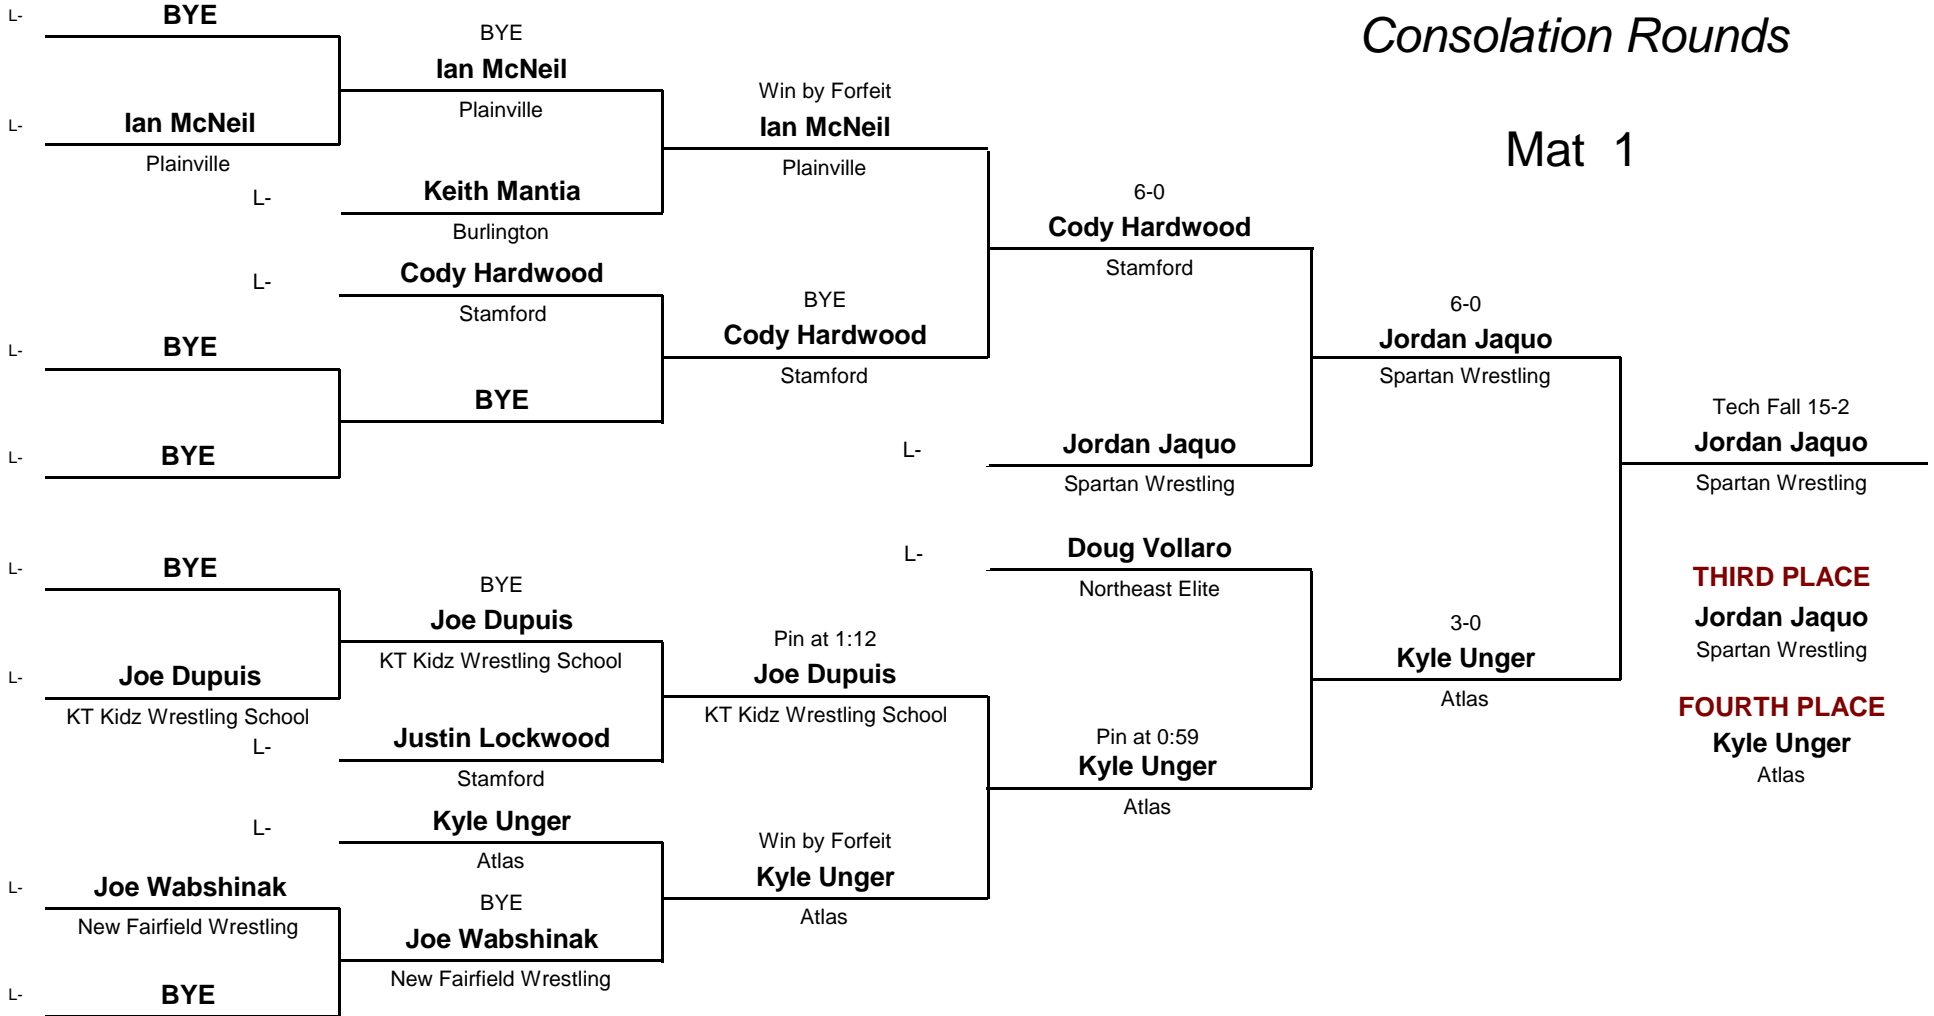 Consolation Rounds
Mat 1
L-
BYE
L-
Ian McNeil
Plainville
BYE
Ian McNeil
Plainville
L-
Keith Mantia
Burlington
Win by Forfeit
Ian McNeil
Plainville
L-
Cody Hardwood
Stamford
L-
BYE
L-
BYE
BYE
BYE
Cody Hardwood
Stamford
6-0
Cody Hardwood
Stamford
L-
Jordan Jaquo
Spartan Wrestling
6-0
Jordan Jaquo
Spartan Wrestling
L-
BYE
L-
Joe Dupuis
KT Kidz Wrestling School
BYE
Joe Dupuis
KT Kidz Wrestling School
L-
Justin Lockwood
Stamford
Pin at 1:12
Joe Dupuis
KT Kidz Wrestling School
L-
Kyle Unger
Atlas
L-
Joe Wabshinak
New Fairfield Wrestling
L-
BYE
BYE
Joe Wabshinak
New Fairfield Wrestling
Win by Forfeit
Kyle Unger
Atlas
L-
Doug Vollaro
Northeast Elite
Pin at 0:59
Kyle Unger
Atlas
3-0
Kyle Unger
Atlas
Tech Fall 15-2
Jordan Jaquo
Spartan Wrestling
THIRD PLACE
Jordan Jaquo
Spartan Wrestling
FOURTH PLACE
Kyle Unger
Atlas